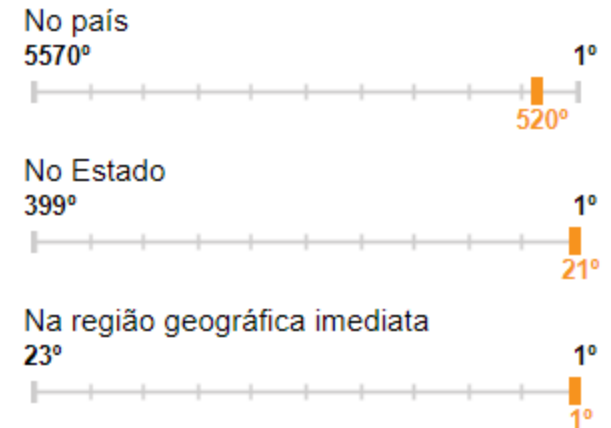 No país
5570º 1º
520º
No Estado
399º 1º
21º
Na região geográfica imediata
23º 1º
1º